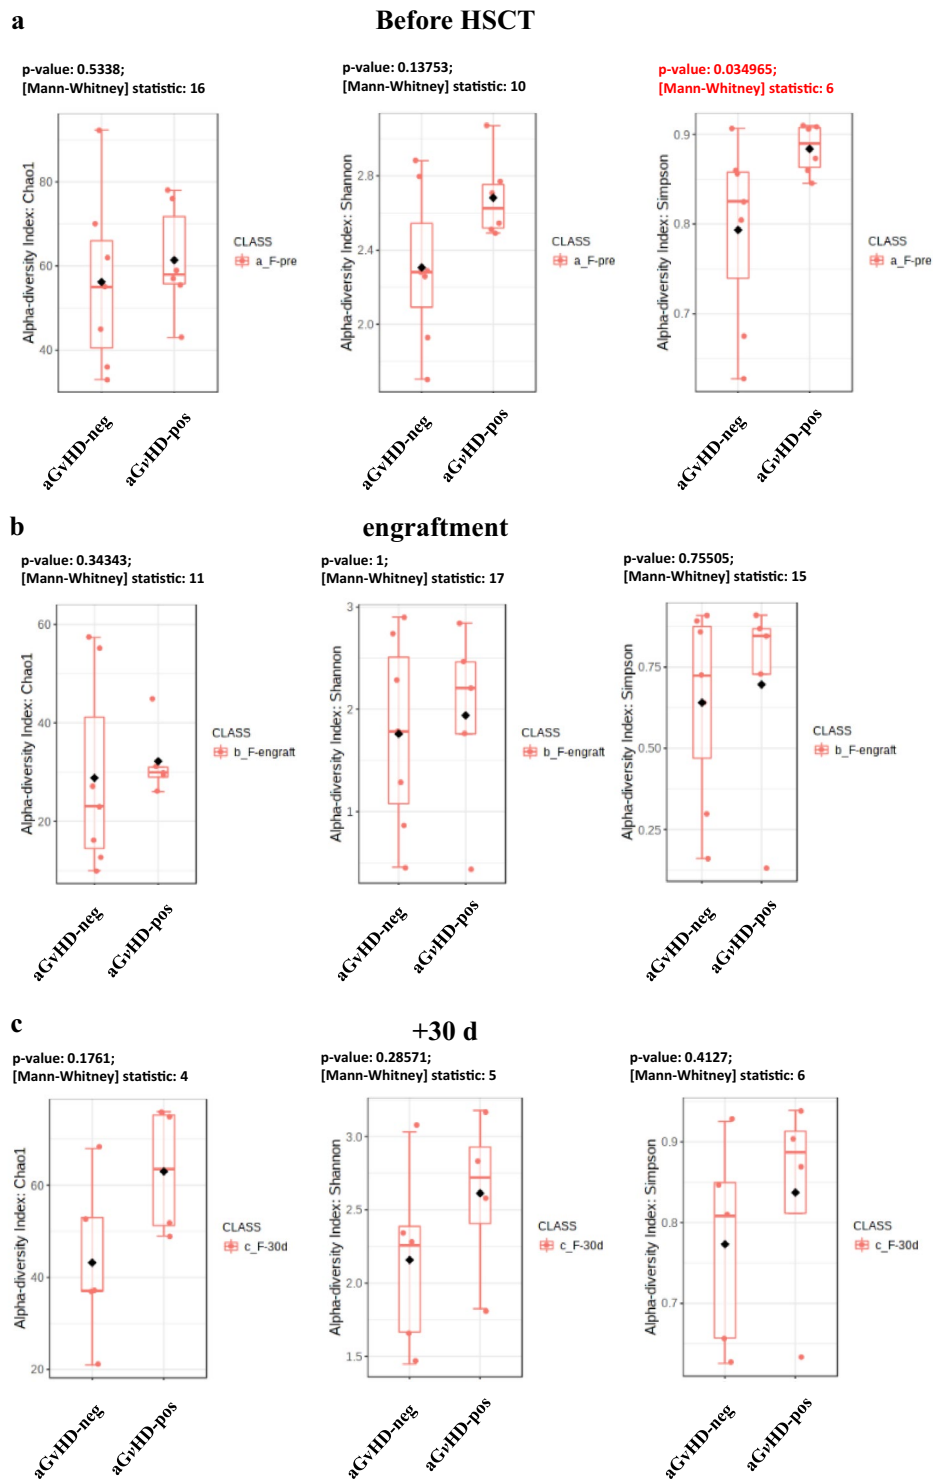 a
Before HSCT
p-value: 0.5338;
[Mann-Whitney] statistic: 16
p-value: 0.13753;
[Mann-Whitney] statistic: 10
p-value: 0.034965;
[Mann-Whitney] statistic: 6
Alpha-diversity Index: Chao1
80
60
40
aGvHD-neg
aGvHD-pos
CLASS
a_F-pre
Alpha-diversity Index: Shannon
2.8
2.4
2.0
aGvHD-neg
aGvHD-pos
CLASS
a_F-pre
Alpha-diversity Index: Simpson
0.9
0.8
0.7
aGvHD-neg
aGvHD-pos
CLASS
a_F-pre
b
engraftment
p-value: 0.34343;
[Mann-Whitney] statistic: 11
p-value: 1;
[Mann-Whitney] statistic: 17
p-value: 0.75505;
[Mann-Whitney] statistic: 15
Alpha-diversity Index: Chao1
60
40
20
aGvHD-neg
aGvHD-pos
CLASS
b_F-engraft
Alpha-diversity Index: Shannon
3
2
1
aGvHD-neg
aGvHD-pos
CLASS
b_F-engraft
Alpha-diversity Index: Simpson
0.75
0.50
0.25
aGvHD-neg
aGvHD-pos
CLASS
b_F-engraft
c
+30 d
p-value: 0.1761;
[Mann-Whitney] statistic: 4
p-value: 0.28571;
[Mann-Whitney] statistic: 5
p-value: 0.4127;
[Mann-Whitney] statistic: 6
Alpha-diversity Index: Chao1
60
40
20
aGvHD-neg
aGvHD-pos
CLASS
c_F-30d
Alpha-diversity Index: Shannon
3.0
2.5
2.0
1.5
aGvHD-neg
aGvHD-pos
CLASS
c_F-30d
Alpha-diversity Index: Simpson
0.9
0.8
0.7
aGvHD-neg
aGvHD-pos
CLASS
c_F-30d